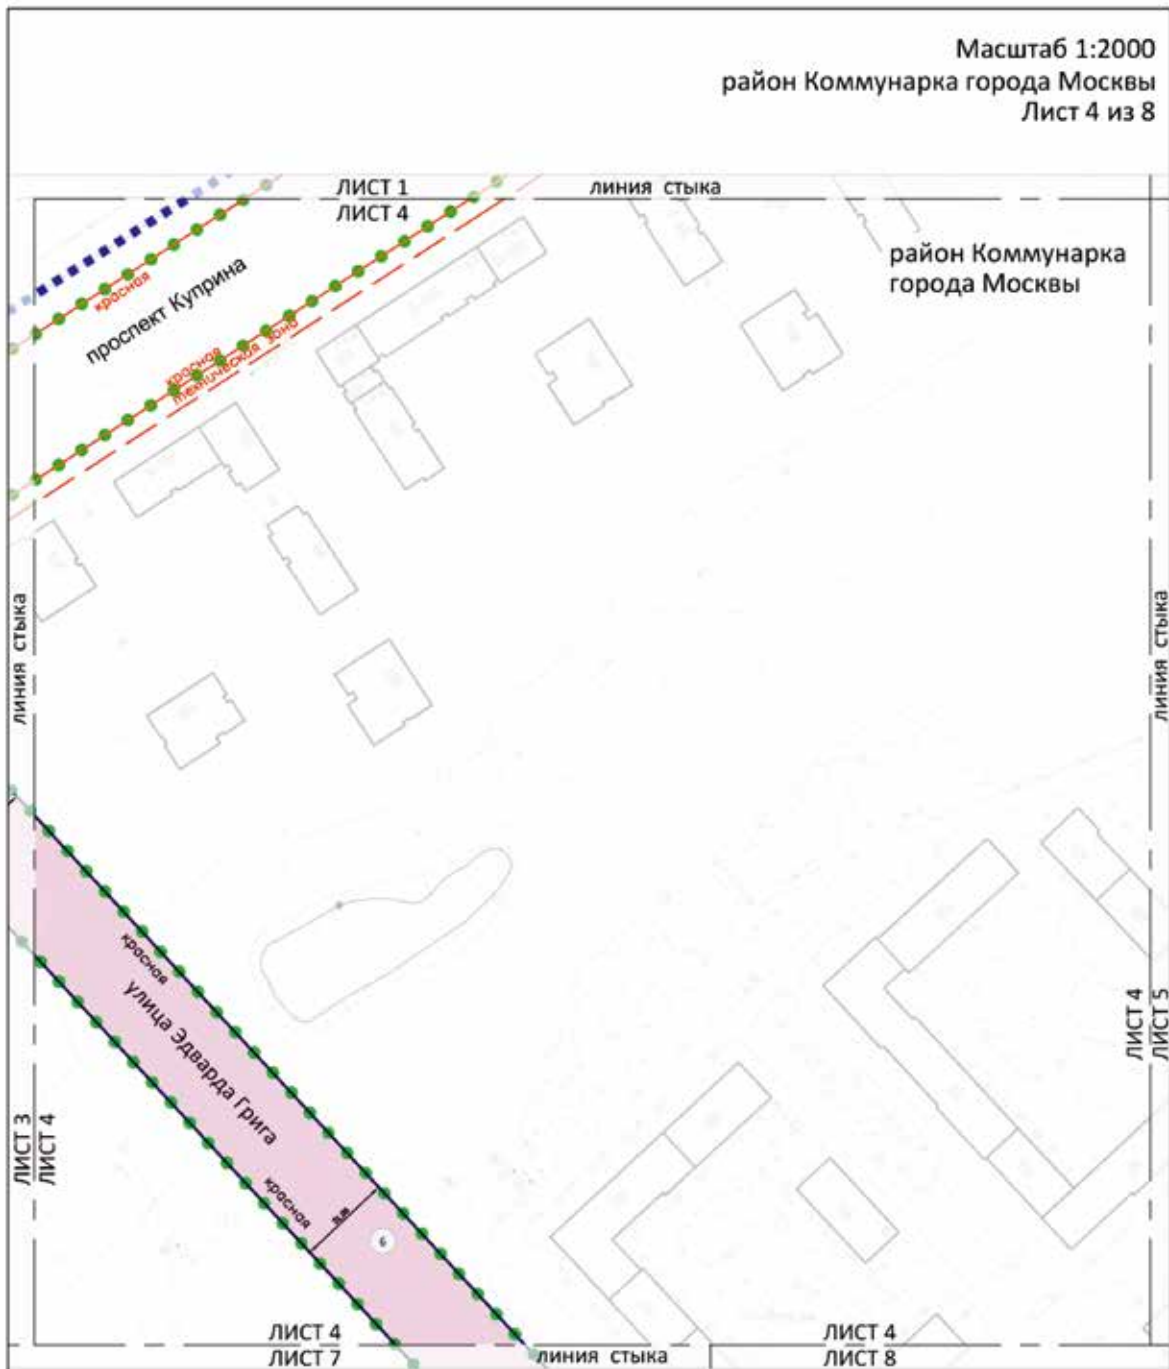 Масштаб 1:2000
район Коммунарка города Москвы
Лист 4 из 8
ЛИСТ 1
линия стыка
ЛИСТ 4
район Коммунарка
города Москвы
красная
проспект Куприна
красная
техническая зона
линия стыка
линия стыка
красная
улица Эдварда Грига
красная
6
ЛИСТ 3
ЛИСТ 4
ЛИСТ 4
ЛИСТ 5
ЛИСТ 4
ЛИСТ 7
линия стыка
ЛИСТ 4
ЛИСТ 8